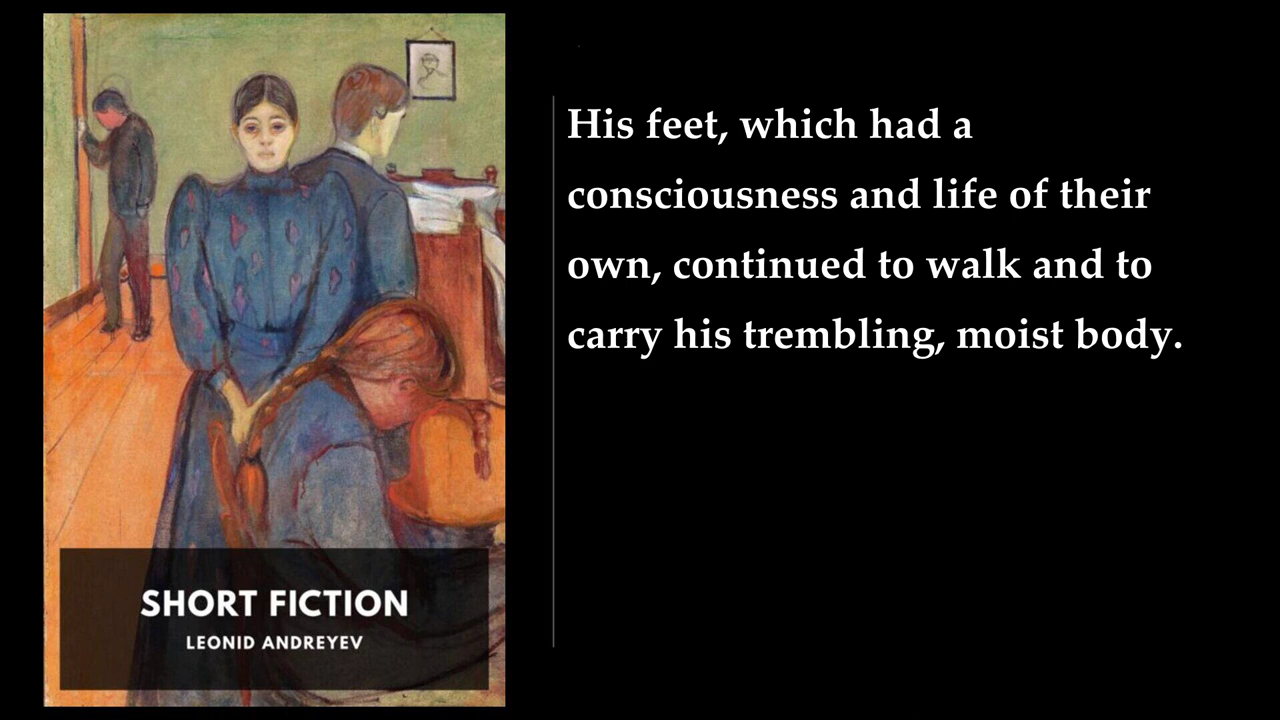 SHORT FICTION
LEONID ANDREYEV
His feet, which had a
consciousness and life of their
own, continued to walk and to
carry his trembling, moist body.